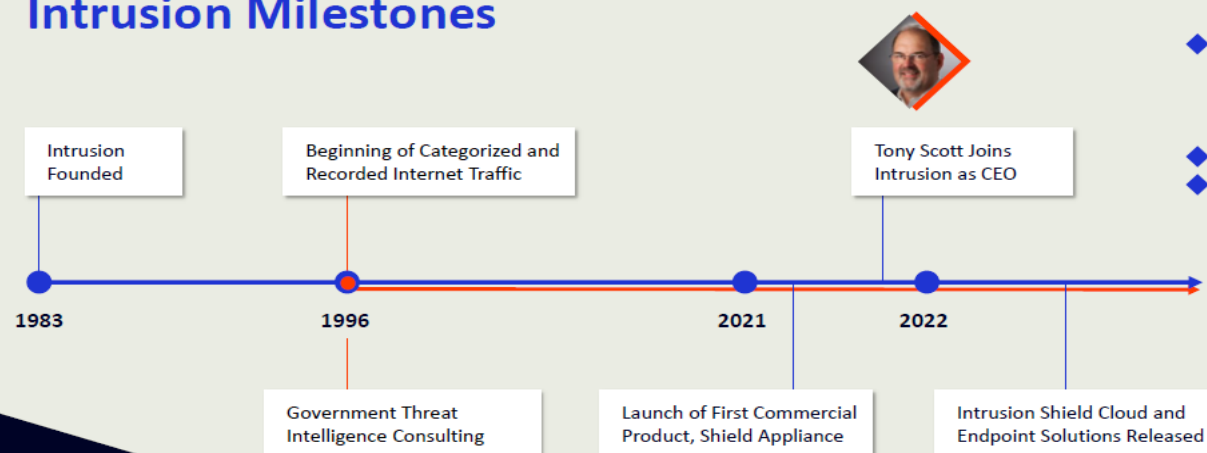 Intrusion Milestones
Intrusion
Founded
Beginning of Categorized and
Recorded Internet Traffic
Tony Scott Joins
Intrusion as CEO
1983
1996
2021
2022
Government Threat
Intelligence Consulting
Launch of First Commercial
Product, Shield Appliance
Intrusion Shield Cloud and
Endpoint Solutions Released